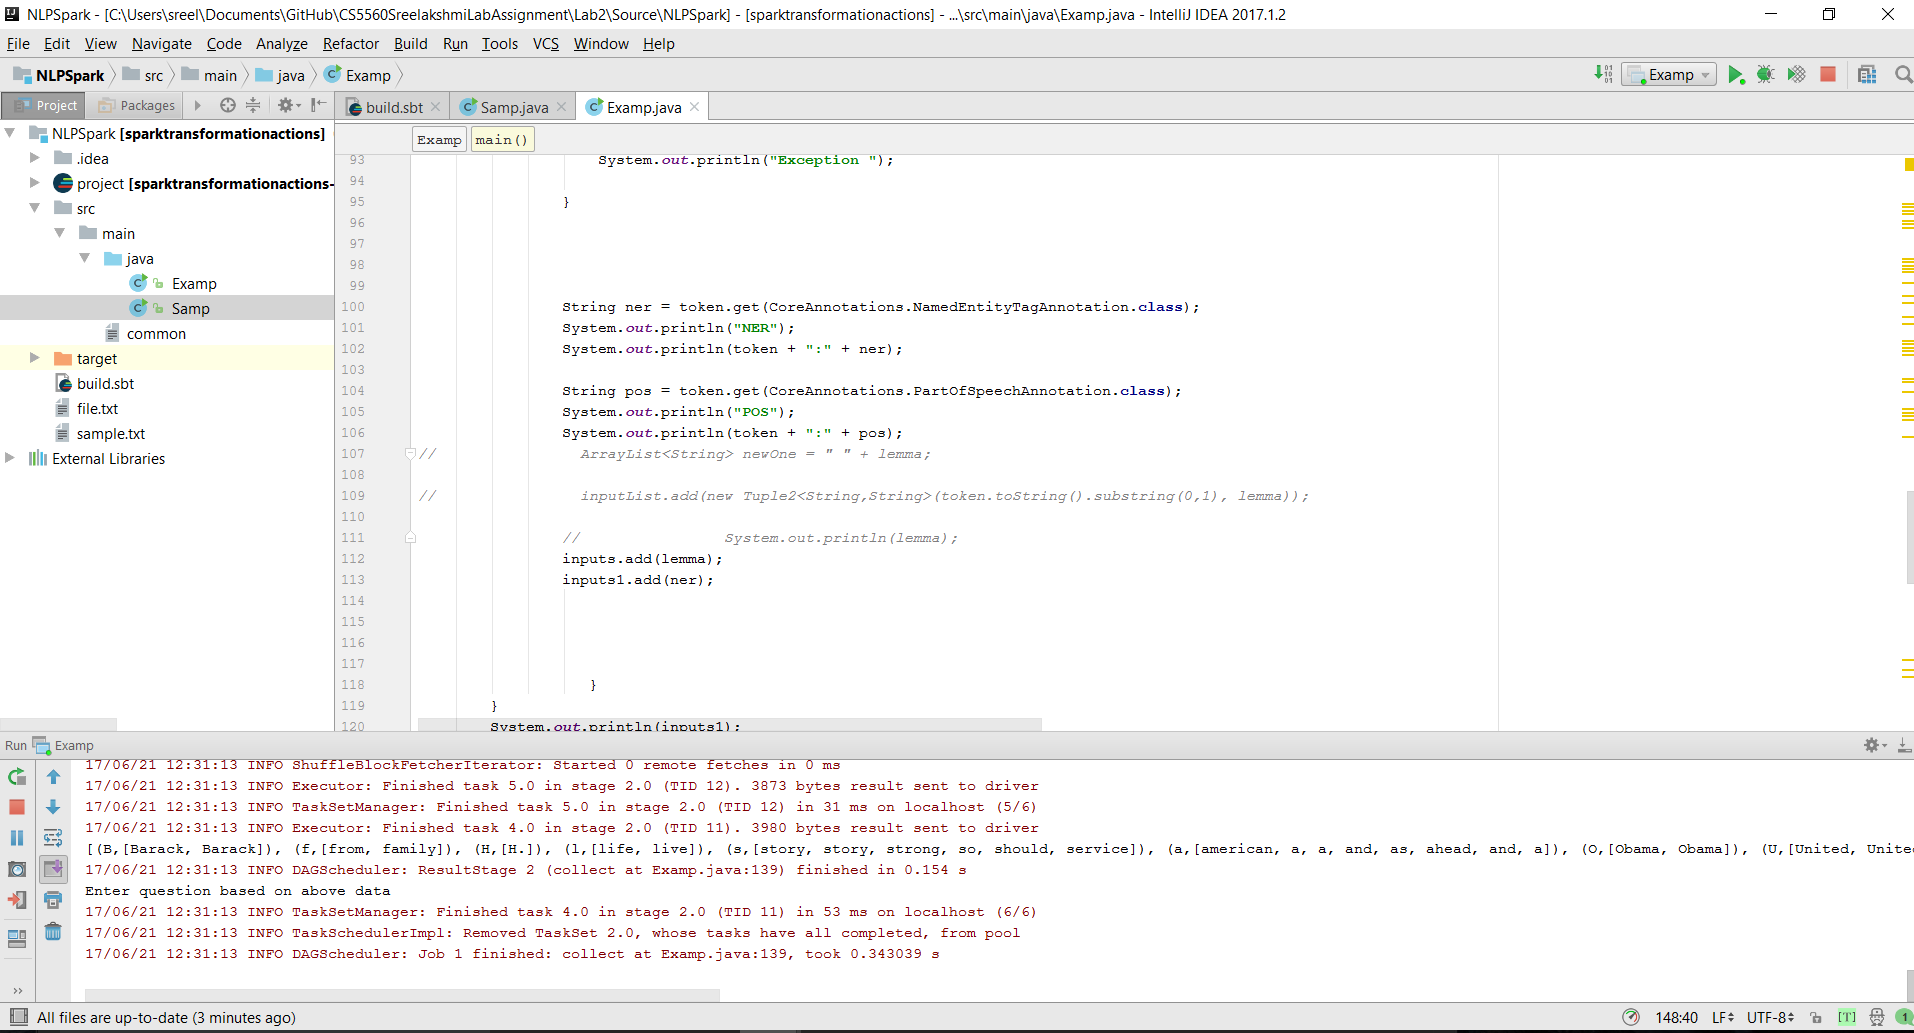 NLPSpark - [C:\Users\sreel\Documents\GitHub\CS5560SreelakshmiLabAssignment\Lab2\Source\NLPSpark] - [sparktransformationactions] - ...\src\main\java\Examp.java - IntelliJ IDEA 2017.1.2
File Edit View Navigate Code Analyze Refactor Build Run Tools VCS Window Help
NLPSpark src main java Examp
Examp
Project Packages
build.sbt Samp.java Examp.java
NLPSpark [sparktransformationactions]
.idea
project [sparktransformationactions-
src
main
java
Examp
Samp
common
target
build.sbt
file.txt
sample.txt
External Libraries
Examp main()
93 System.out.println("Exception ");
94
95 }
96
97
98
99
100 String ner = token.get(CoreAnnotations.NamedEntityTagAnnotation.class);
101 System.out.println("NER");
102 System.out.println(token + ":" + ner);
103
104 String pos = token.get(CoreAnnotations.PartOfSpeechAnnotation.class);
105 System.out.println("POS");
106 System.out.println(token + ":" + pos);
107 // ArrayList<String> newOne = " " + lemma;
108
109 // inputList.add(new Tuple2<String,String>(token.toString().substring(0,1), lemma));
110
111 // System.out.println(lemma);
112 inputs.add(lemma);
113 inputs1.add(ner);
114
115
116
117
118 }
119 }
120 System.out.println(inputs1);
Run Examp
17/06/21 12:31:13 INFO ShuffleBlockFetcherIterator: Started 0 remote fetches in 0 ms
17/06/21 12:31:13 INFO Executor: Finished task 5.0 in stage 2.0 (TID 12). 3873 bytes result sent to driver
17/06/21 12:31:13 INFO TaskSetManager: Finished task 5.0 in stage 2.0 (TID 12) in 31 ms on localhost (5/6)
17/06/21 12:31:13 INFO Executor: Finished task 4.0 in stage 2.0 (TID 11). 3980 bytes result sent to driver
[(B,[Barack, Barack]), (f,[from, family]), (H,[H.]), (l,[life, live]), (s,[story, story, strong, so, should, service]), (a,[american, a, a, and, as, ahead, and, a]), (O,[Obama, Obama]), (U,[United, Unite
17/06/21 12:31:13 INFO DAGScheduler: ResultStage 2 (collect at Examp.java:139) finished in 0.154 s
Enter question based on above data
17/06/21 12:31:13 INFO TaskSetManager: Finished task 4.0 in stage 2.0 (TID 11) in 53 ms on localhost (6/6)
17/06/21 12:31:13 INFO TaskSchedulerImpl: Removed TaskSet 2.0, whose tasks have all completed, from pool
17/06/21 12:31:13 INFO DAGScheduler: Job 1 finished: collect at Examp.java:139, took 0.343039 s
All files are up-to-date (3 minutes ago) 148:40 LF UTF-8 [T] 1